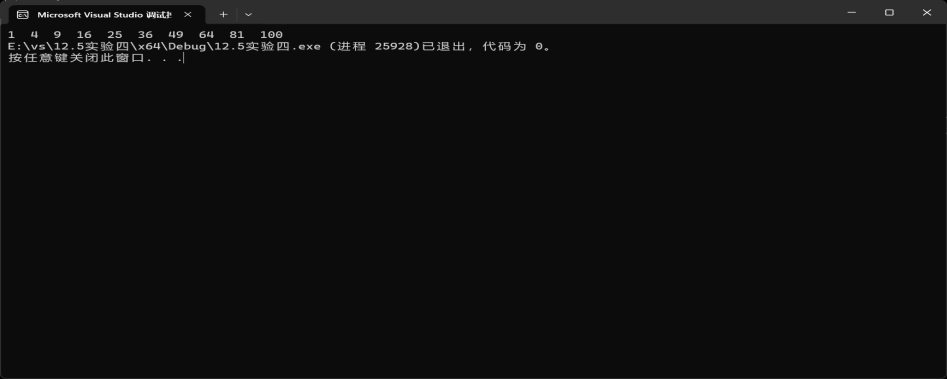 Microsoft Visual Studio 调试
1  4  9  16  25  36  49  64  81  100
E:\vs\12.5实验四\x64\Debug\12.5实验四.exe (进程 25928)已退出，代码为 0。
按任意键关闭此窗口. . .